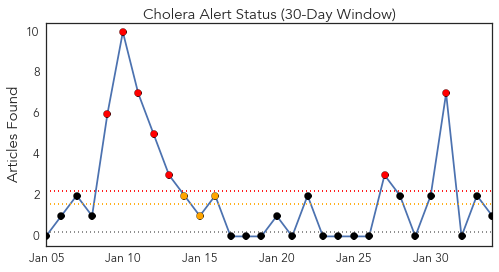 Cholera Alert Status (30-Day Window)
Articles Found
10
8
6
4
2
0
Jan 05
Jan 10
Jan 15
Jan 20
Jan 25
Jan 30